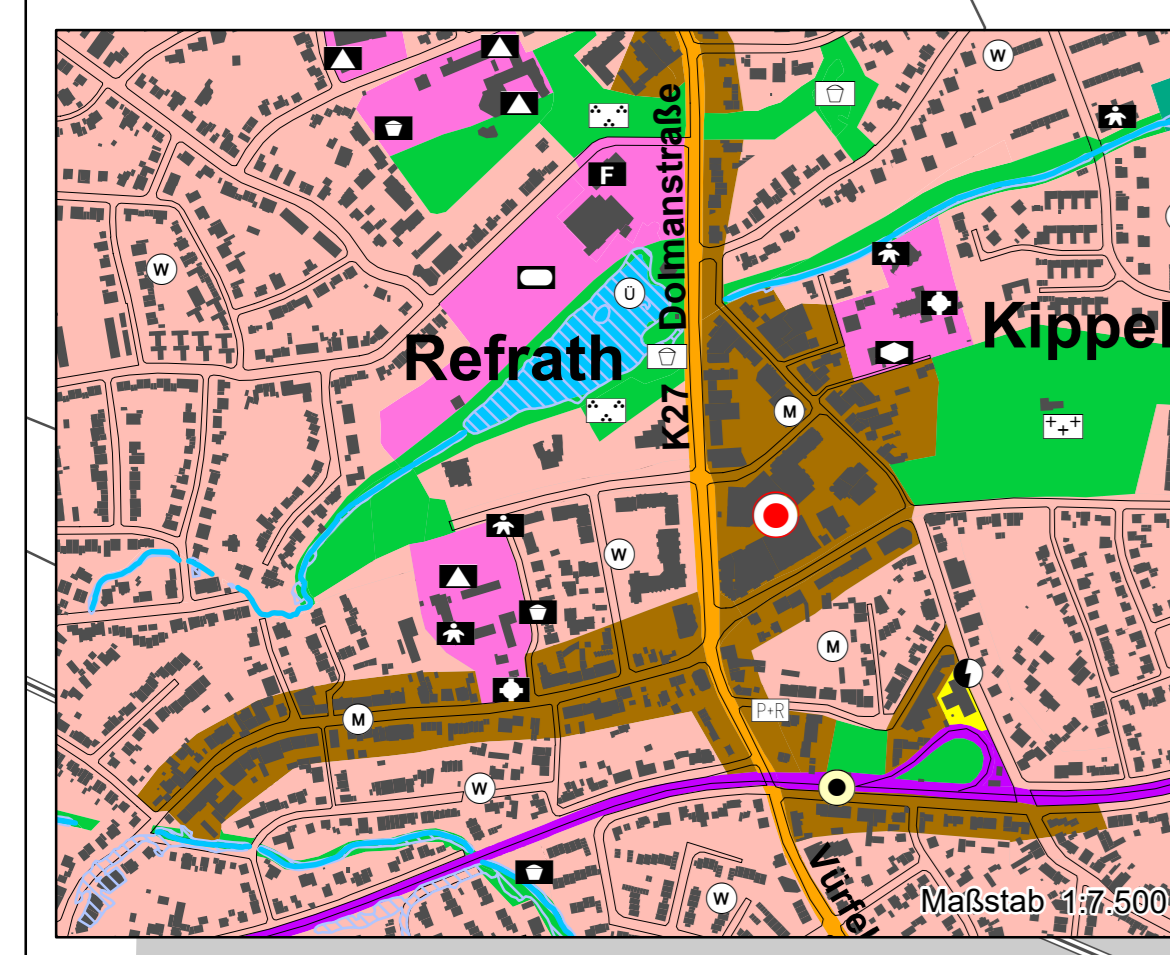 W
F
Dolmanstraße
W
Ü
Refrath
Kippel
K27
M
W
M
P+R
M
W
W
Vürfel
Maßstab 1:7.500